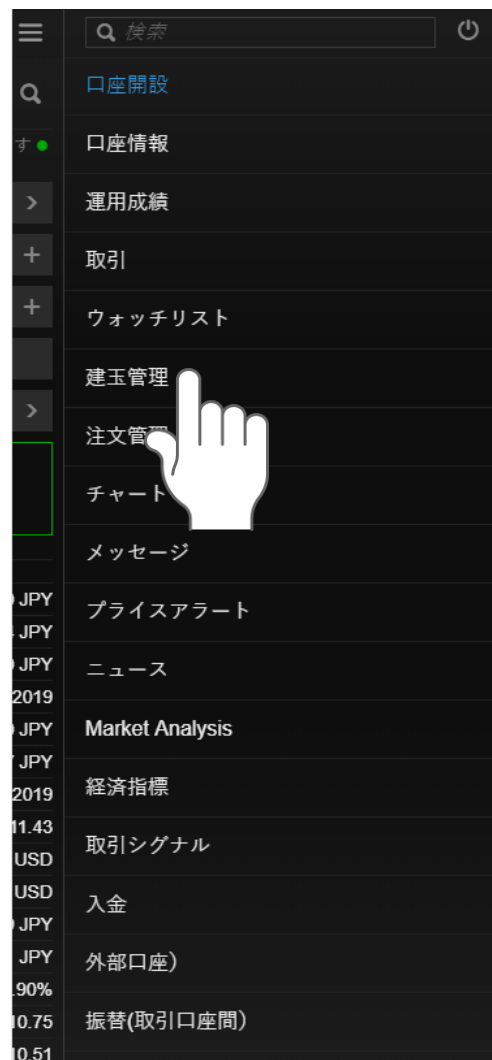 検索
口座開設
口座情報
す
運用成績
取引
ウォッチリスト
建玉管理
注文管理
チャート
メッセージ
JPY
プライスアラート
JPY
JPY
ニュース
2019
JPY
Market Analysis
JPY
経済指標
2019
11.43
取引シグナル
USD
USD
入金
JPY
JPY
外部口座)
.90%
10.75
振替(取引口座間)
10.51